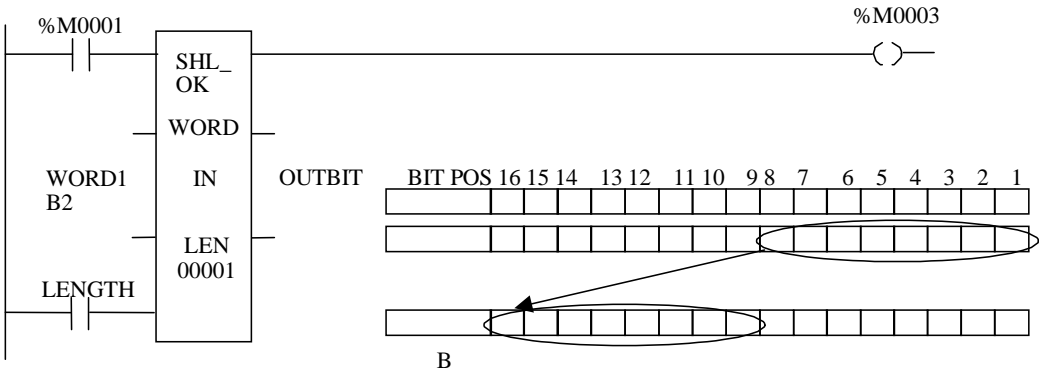 %M0001
%M0003
SHL_
OK
WORD
WORD1
B2
IN
OUTBIT
BIT POS 16 15 14 13 12 11 10 9 8 7 6 5 4 3 2 1
LEN
00001
LENGTH
B